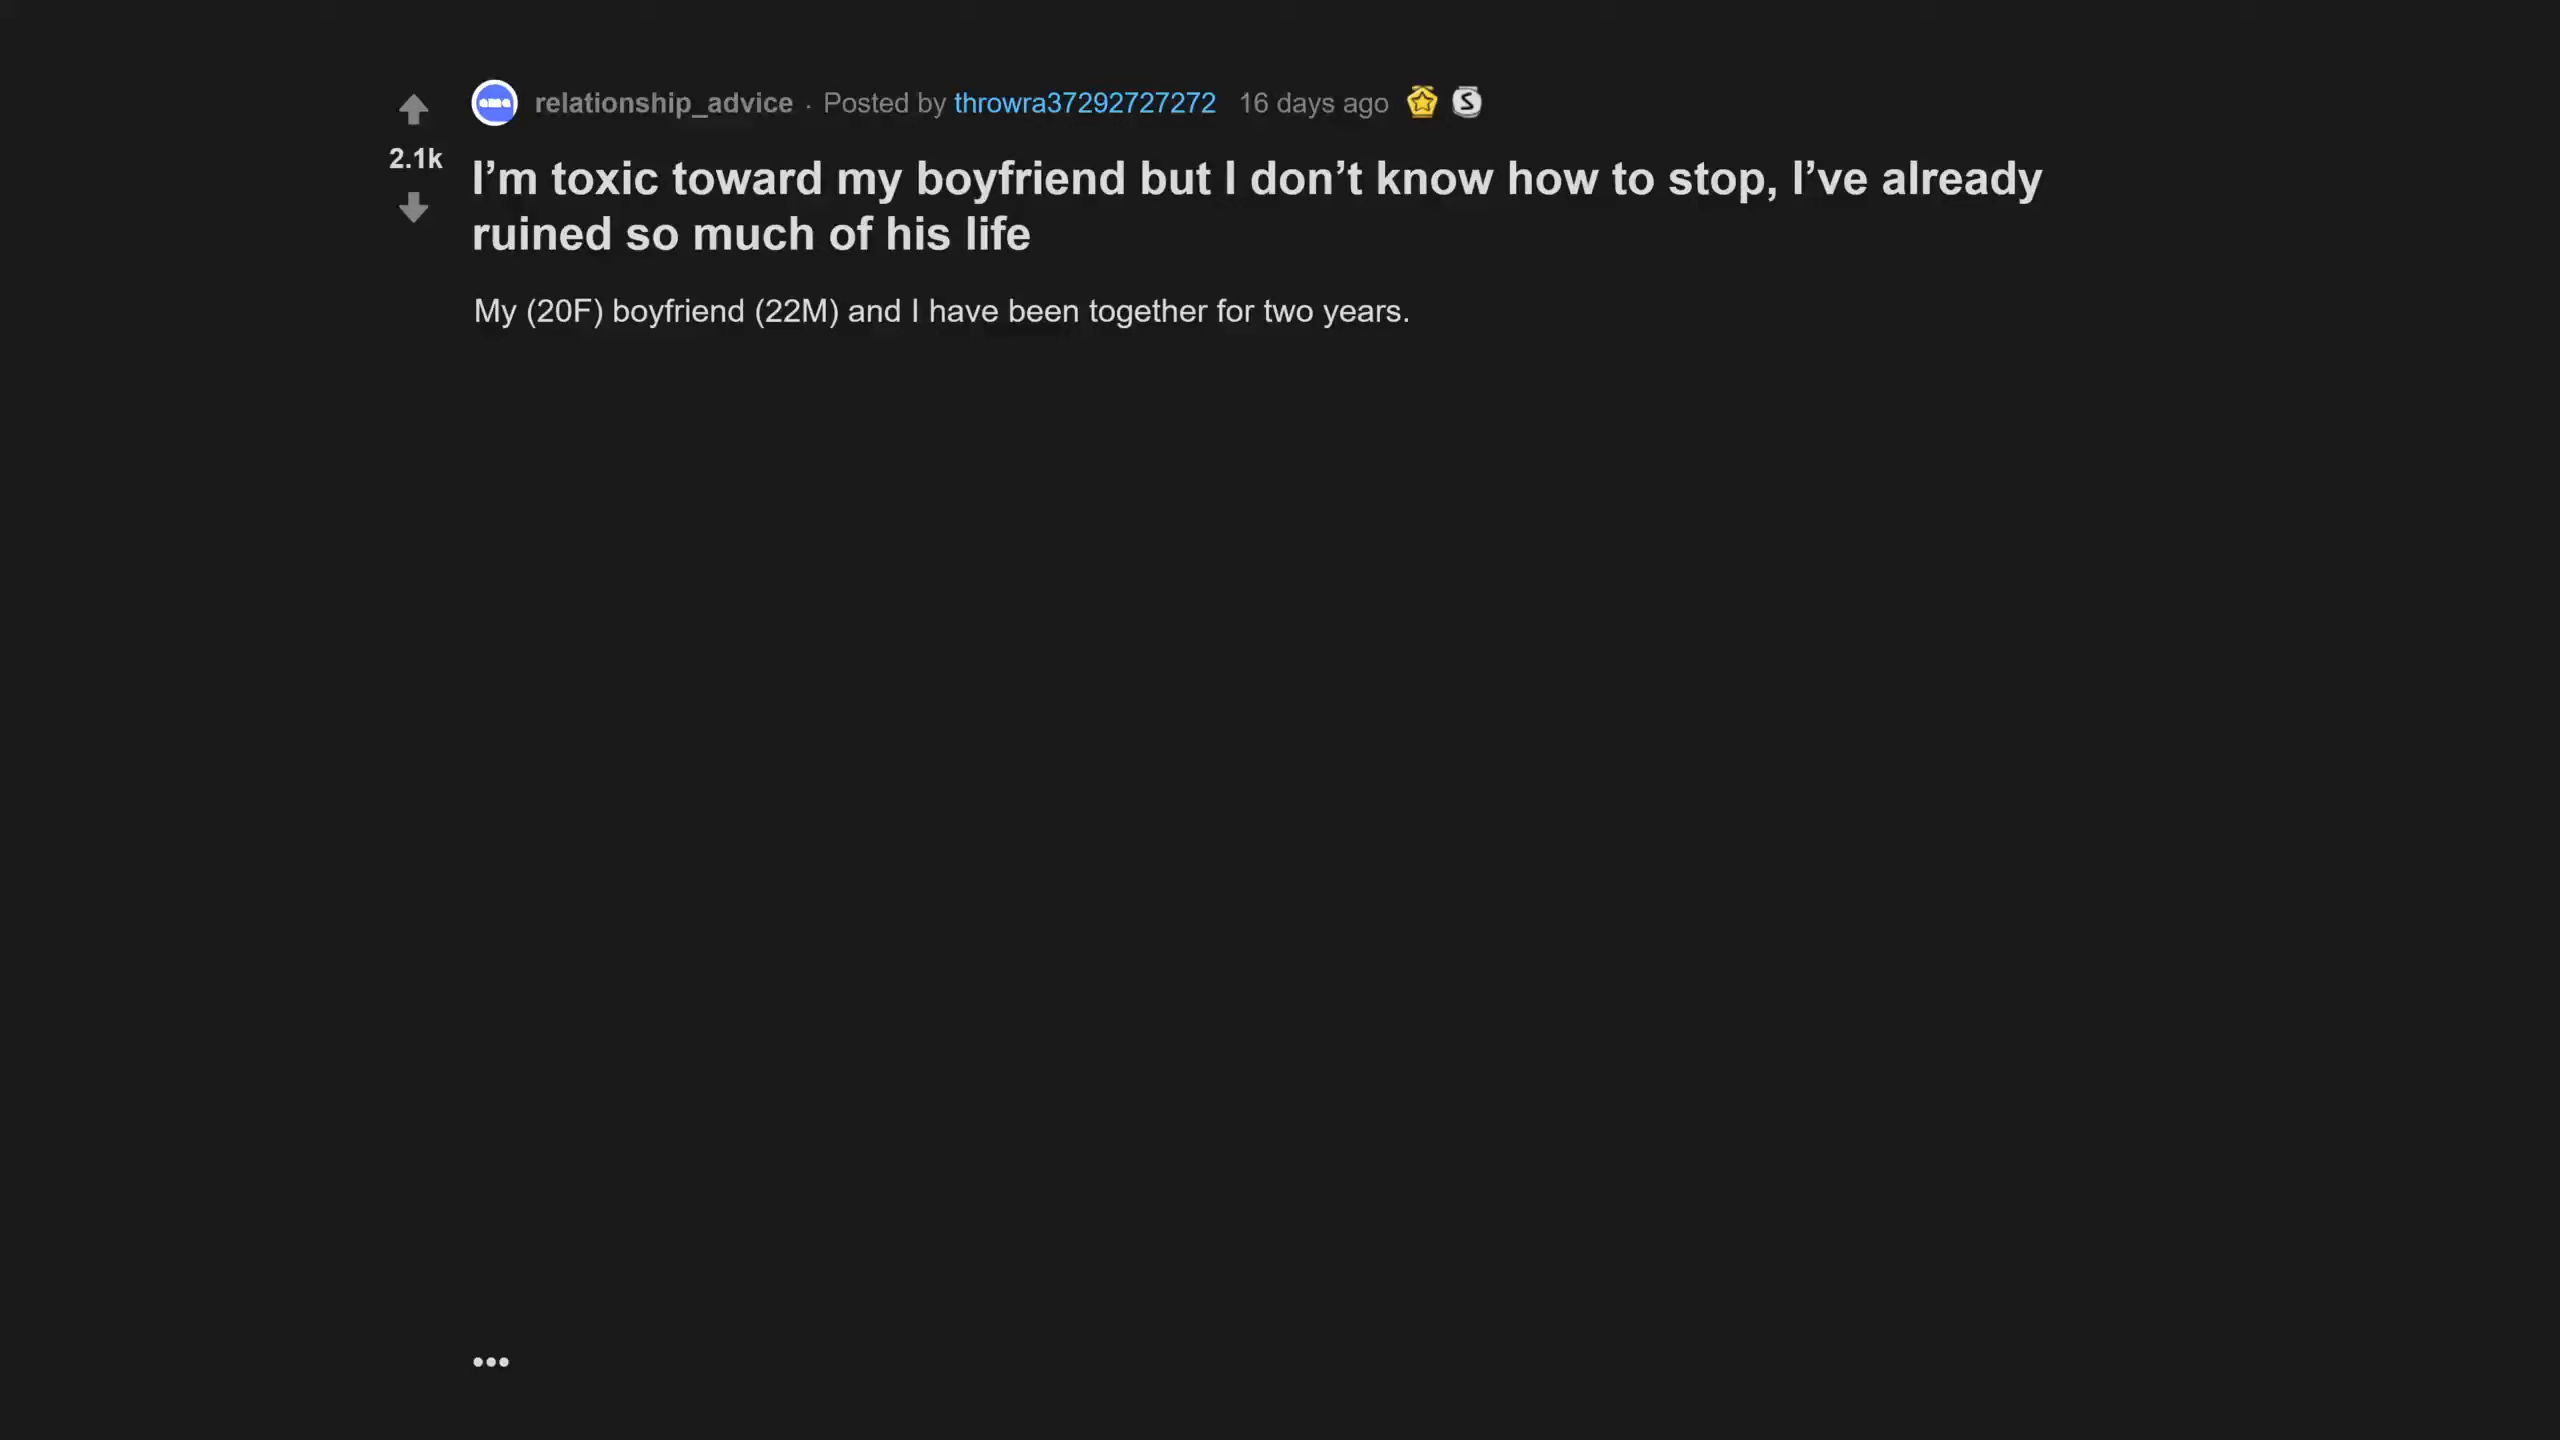 relationship_advice · Posted by throwra37292727272 16 days ago
2.1k
I’m toxic toward my boyfriend but I don’t know how to stop, I’ve already
ruined so much of his life
My (20F) boyfriend (22M) and I have been together for two years.